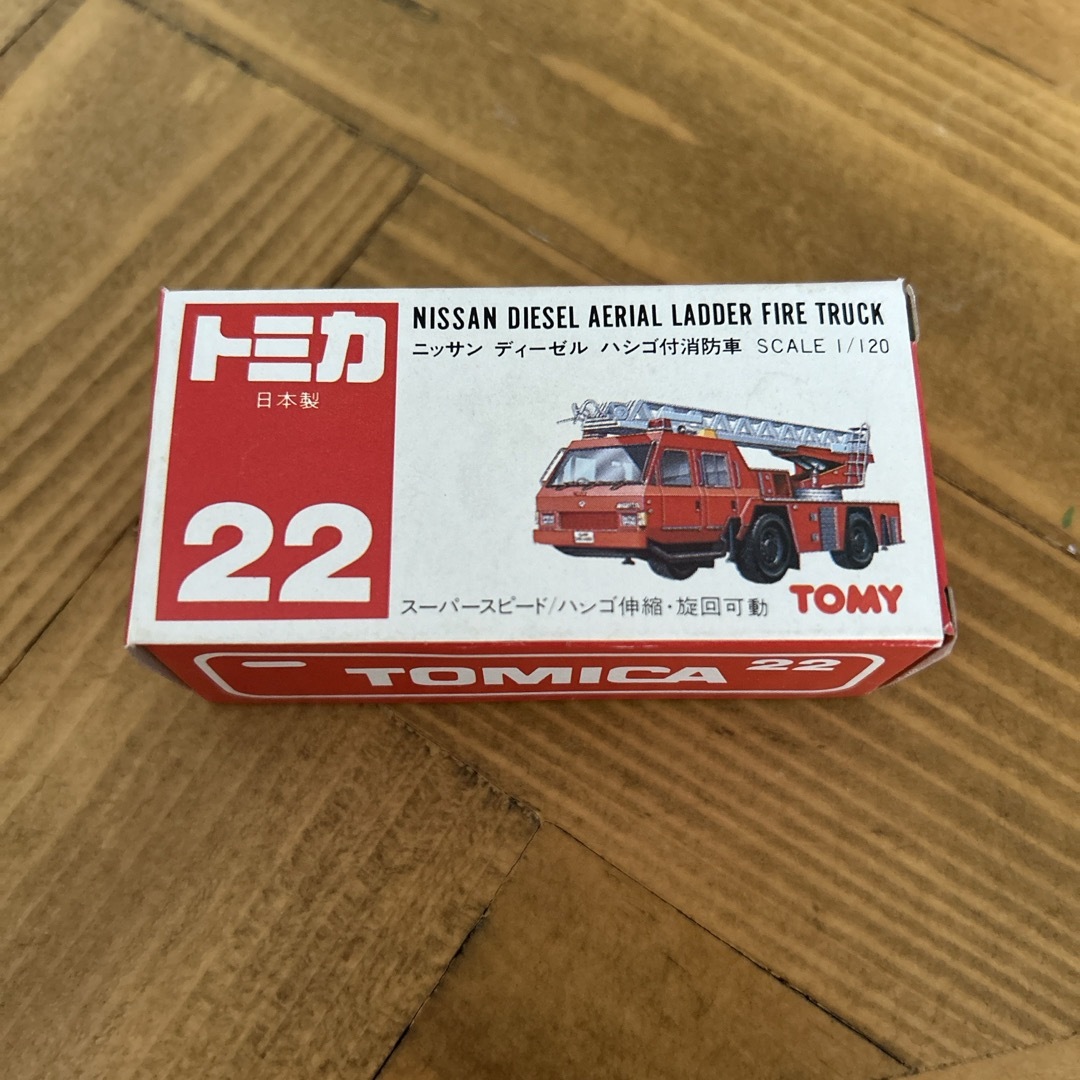 トミカ
日本製
22
NISSAN DIESEL AERIAL LADDER FIRE TRUCK
ニッサン ディーゼル ハシゴ付消防車 SCALE 1/120
スーパースピード/ハシゴ伸縮・旋回可動
TOMY
TOMICA 22